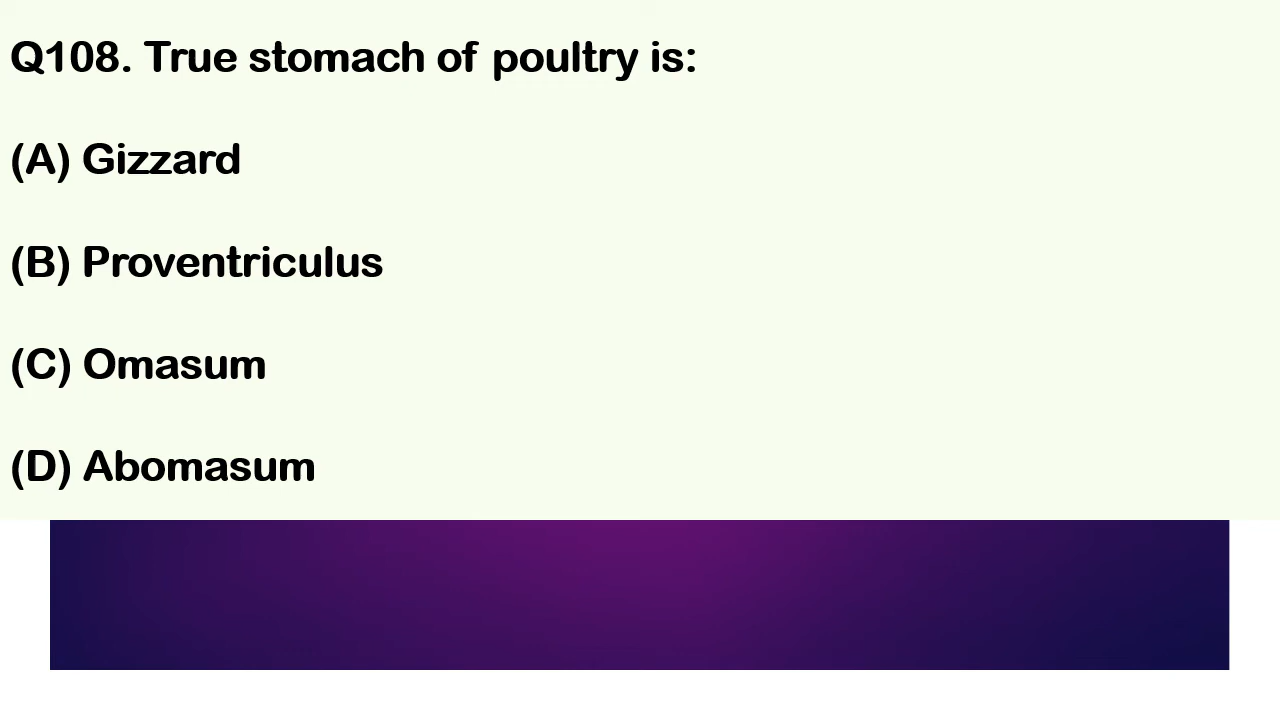 Q108. True stomach of poultry is:
(A) Gizzard
(B) Proventriculus
(C) Omasum
(D) Abomasum